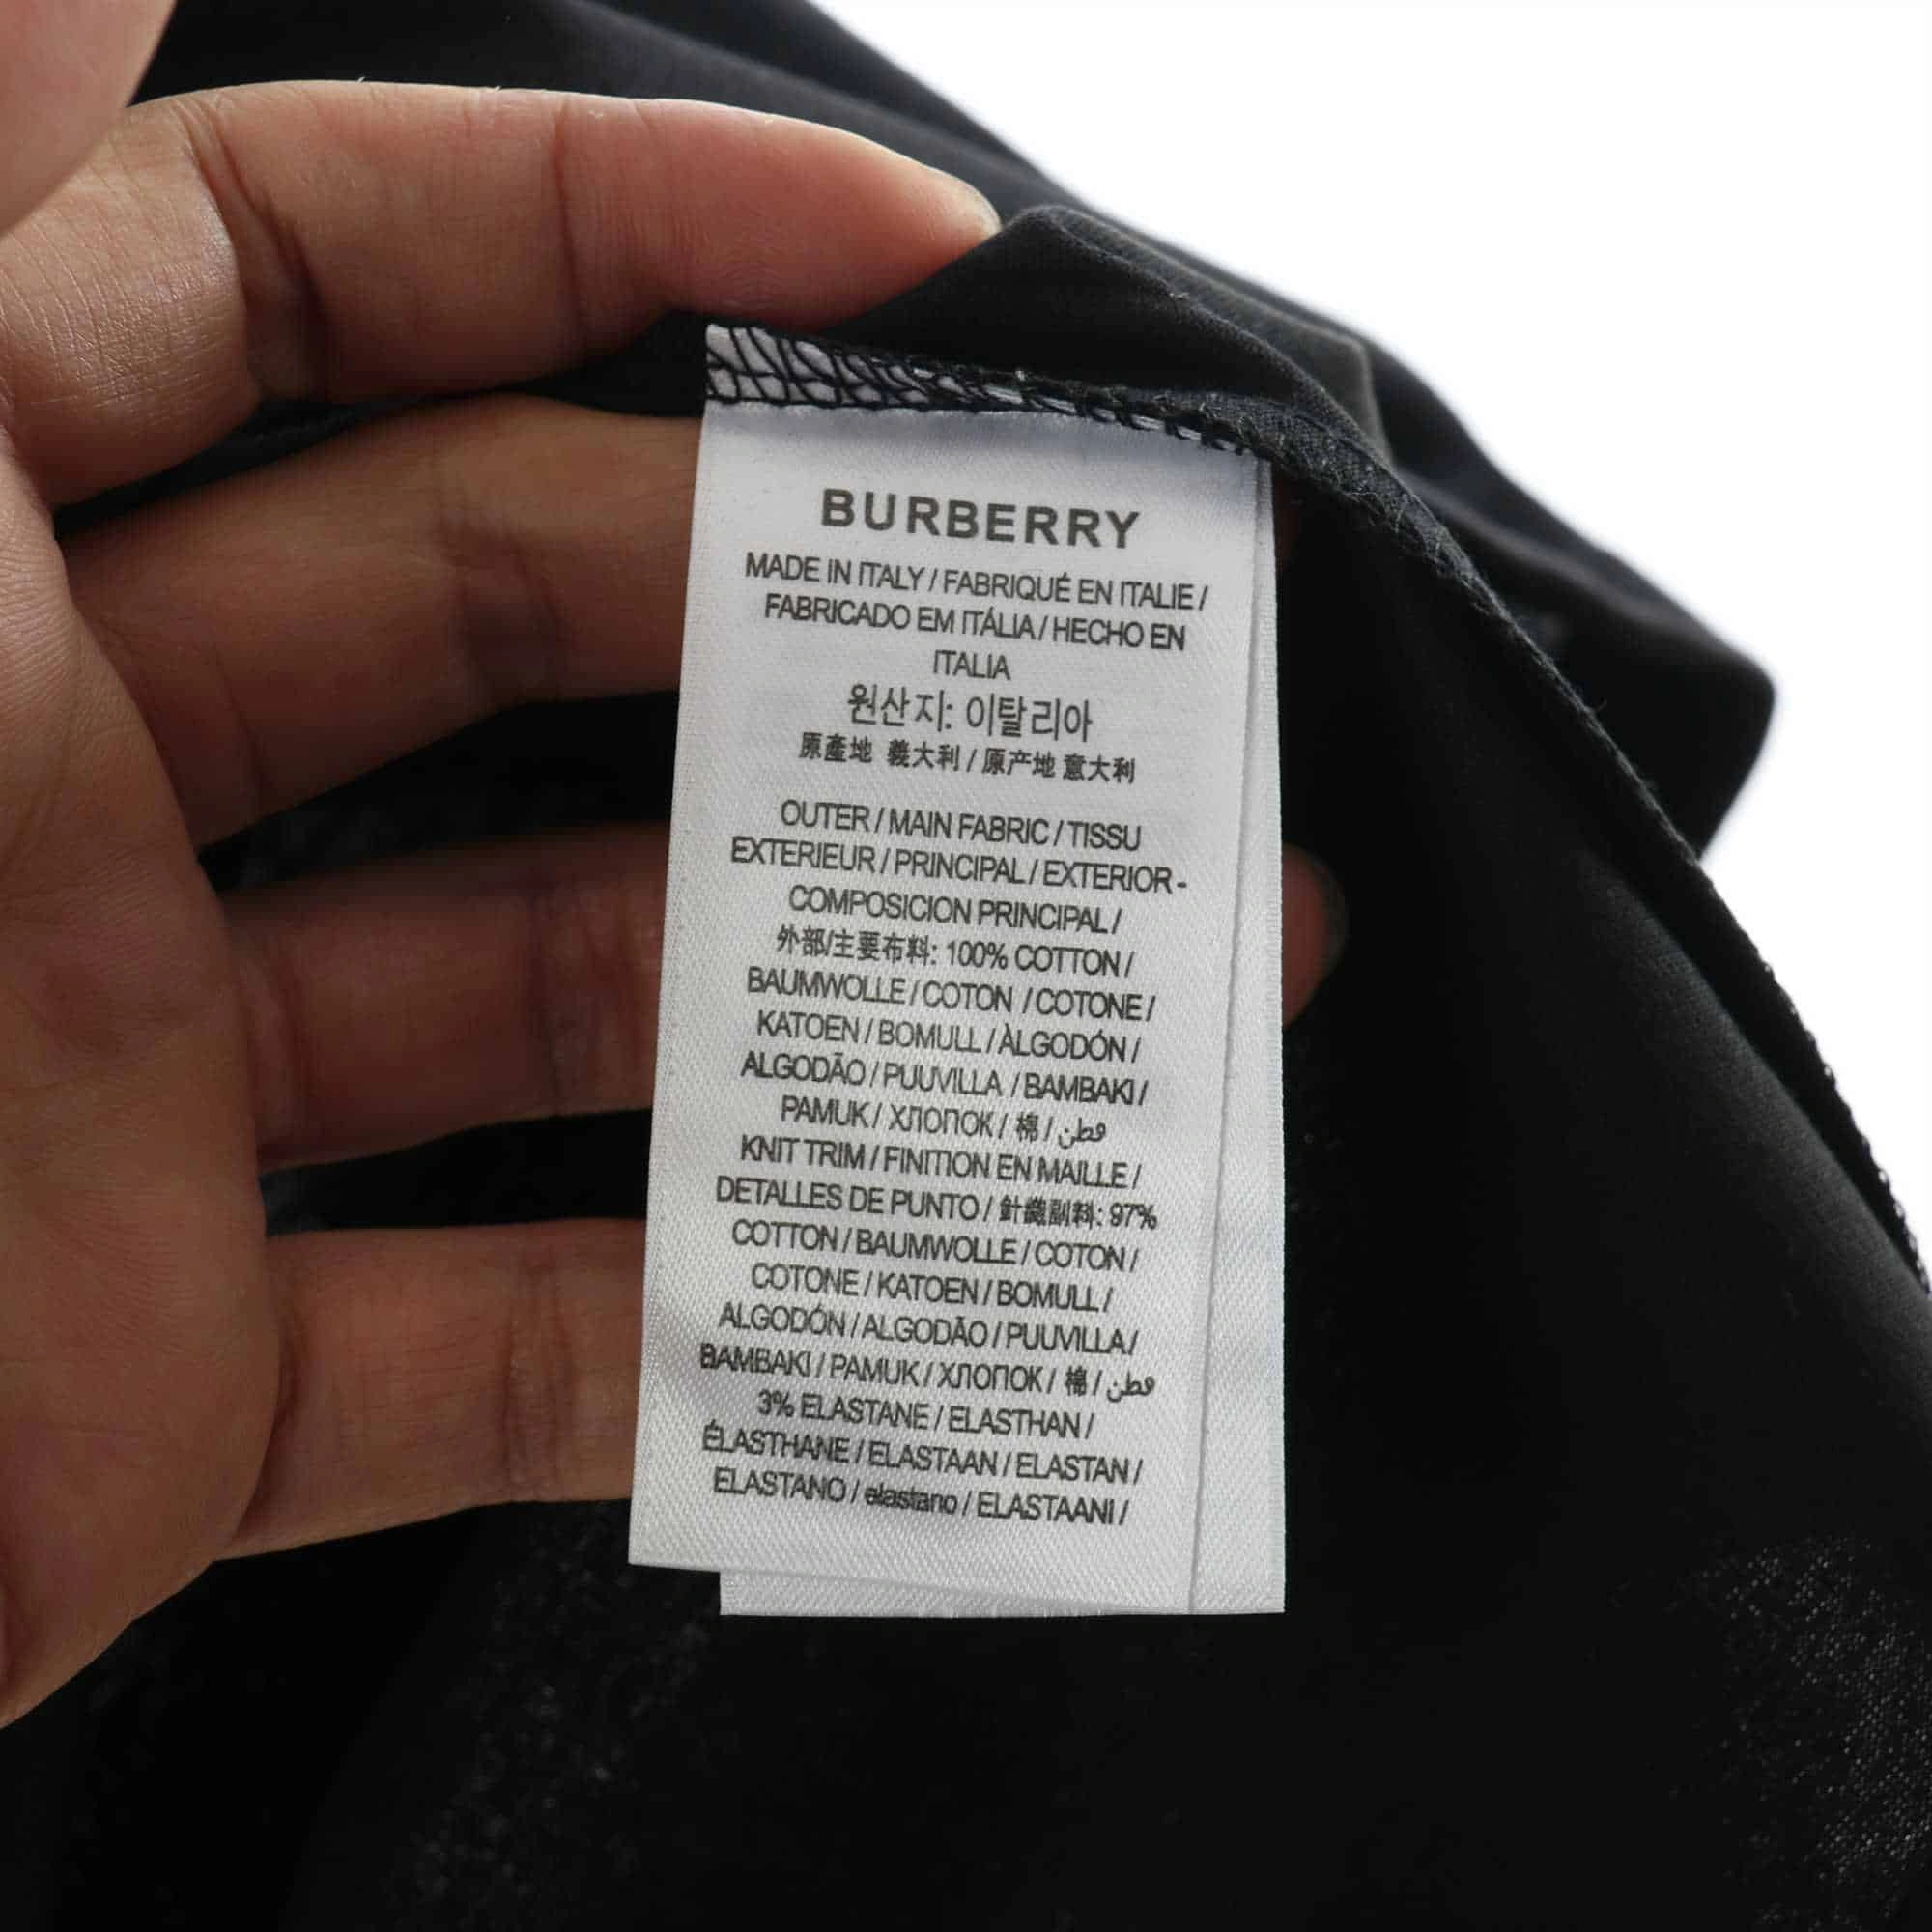 BURBERRY
MADE IN ITALY / FABRIQUÉ EN ITALIE /
FABRICADO EM ITÁLIA / HECHO EN
ITALIA
원산지: 이탈리아
原產地 義大利 / 原产地 意大利
OUTER / MAIN FABRIC / TISSU
EXTERIEUR / PRINCIPAL / EXTERIOR -
COMPOSICION PRINCIPAL /
外部/主要布料: 100% COTTON /
BAUMWOLLE / COTON / COTONE /
KATOEN / BOMULL / ÀLGODÓN /
ALGODÃO / PUUVILLA / BAMBAKI /
PAMUK / ХЛОПОК / 棉 / قطن
KNIT TRIM / FINITION EN MAILLE /
DETALLES DE PUNTO / 針織副料: 97%
COTTON / BAUMWOLLE / COTON /
COTONE / KATOEN / BOMULL /
ALGODÓN / ALGODÃO / PUUVILLA /
BAMBAKI / PAMUK / ХЛОПОК / 棉 / قطن
3% ELASTANE / ELASTHAN /
ÉLASTHANE / ELASTAAN / ELASTAN /
ELASTANO / elastano / ELASTAANI /